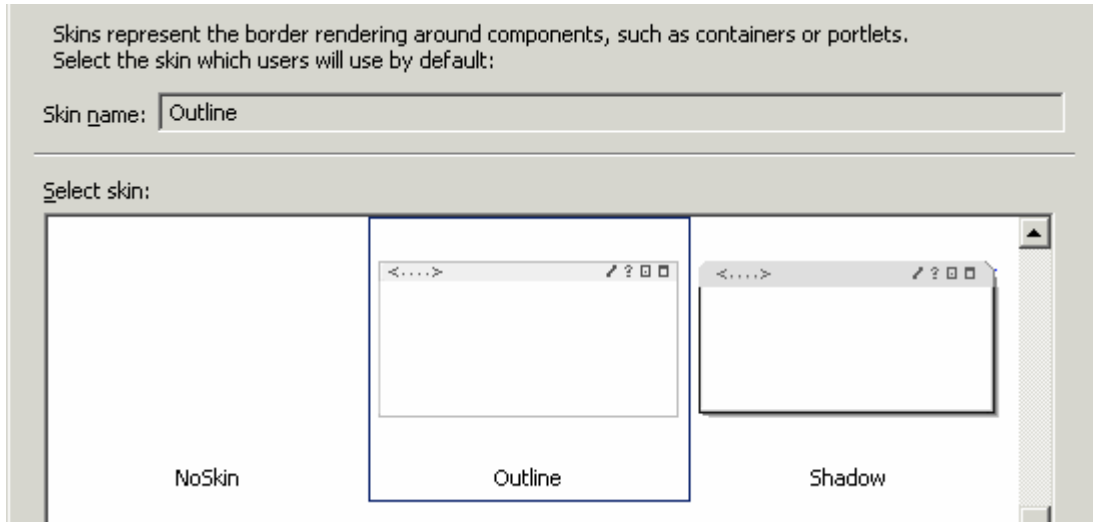 Skins represent the border rendering around components, such as containers or portlets.
Select the skin which users will use by default:
Skin name: Outline
Select skin:
<....> ? <....> ?
NoSkin Outline Shadow